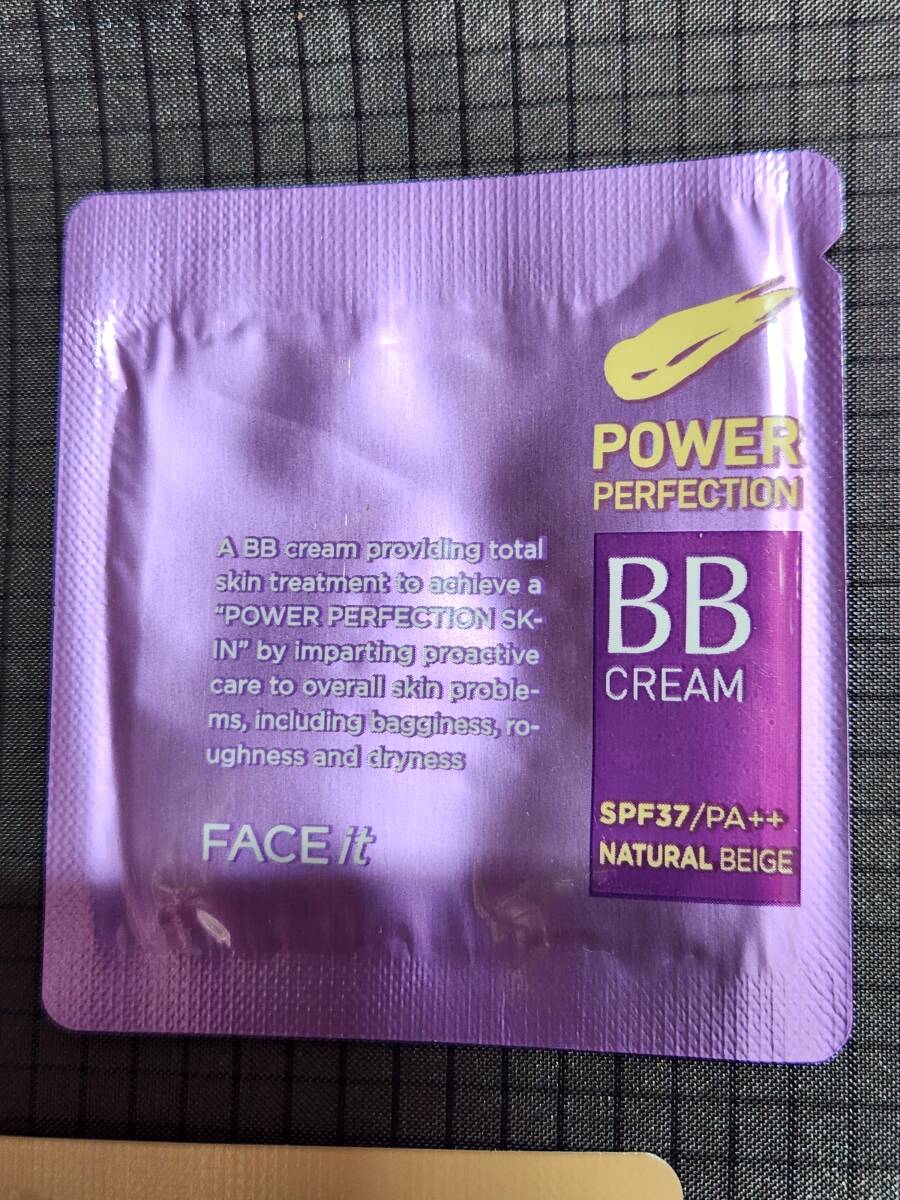 POWER
PERFECTION
BB
CREAM
SPF37/PA++
NATURAL BEIGE
A BB cream providing total
skin treatment to achieve a
“POWER PERFECTION SK-
IN” by imparting proactive
care to overall skin proble-
ms, including bagginess, ro-
ughness and dryness
FACE it